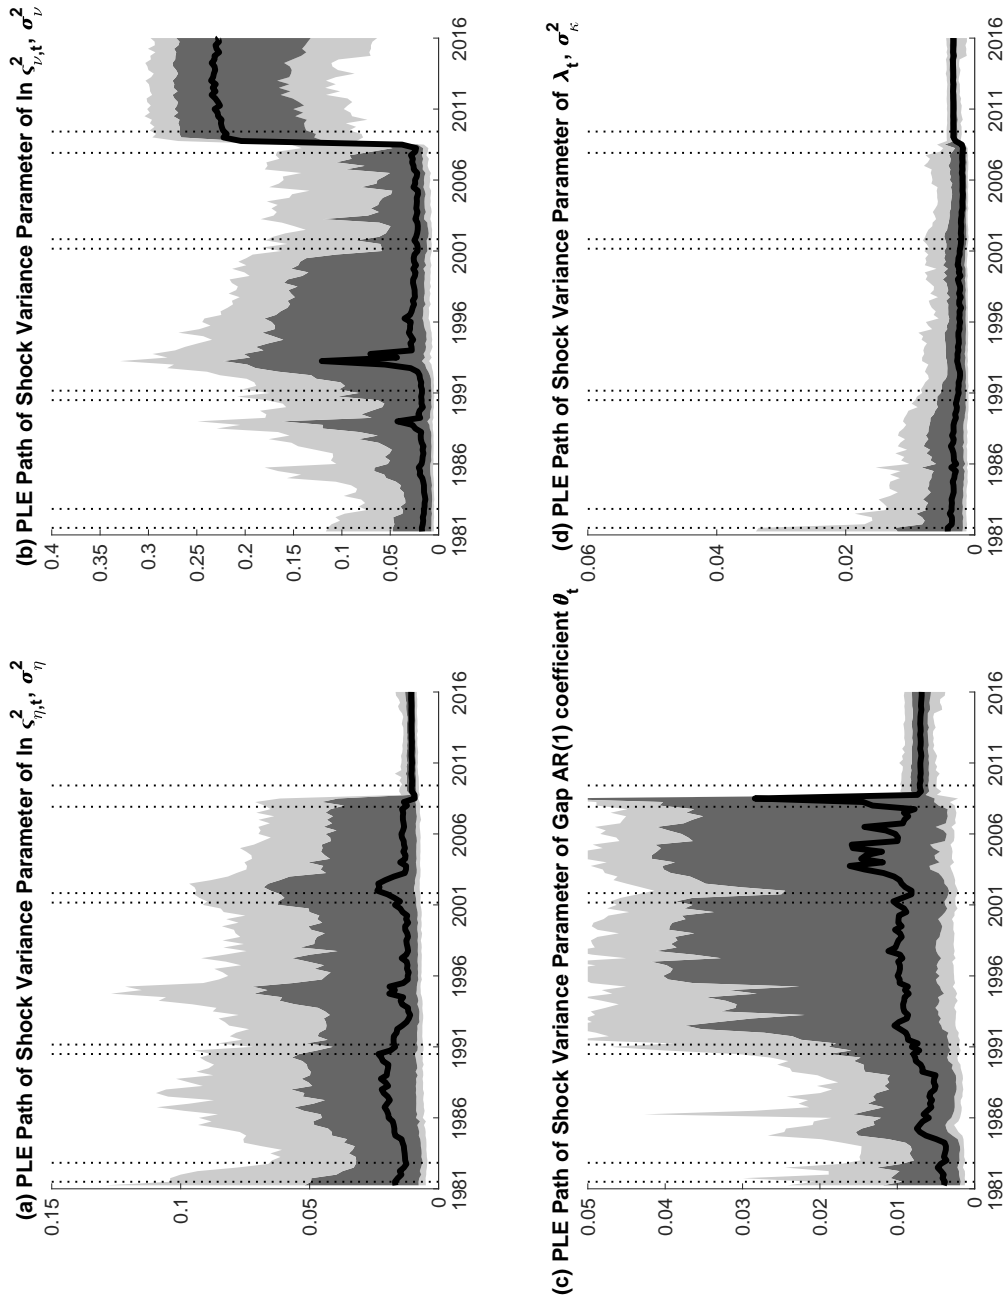 (a) PLE Path of Shock Variance Parameter of ln ς²η,t, σ²η
0.15
0.1
0.05
0
1981 1986 1991 1996 2001 2006 2011 2016
(b) PLE Path of Shock Variance Parameter of ln ς²ν,t, σ²ν
0.4
0.35
0.3
0.25
0.2
0.15
0.1
0.05
0
1981 1986 1991 1996 2001 2006 2011 2016
(c) PLE Path of Shock Variance Parameter of Gap AR(1) coefficient θt
0.05
0.04
0.03
0.02
0.01
0
1981 1986 1991 1996 2001 2006 2011 2016
(d) PLE Path of Shock Variance Parameter of λt, σ²κ
0.06
0.04
0.02
0
1981 1986 1991 1996 2001 2006 2011 2016